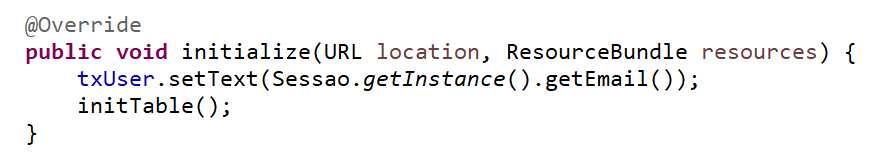 @Override
public void initialize(URL location, ResourceBundle resources) {
    txUser.setText(Sessao.getInstance().getEmail());
    initTable();
}